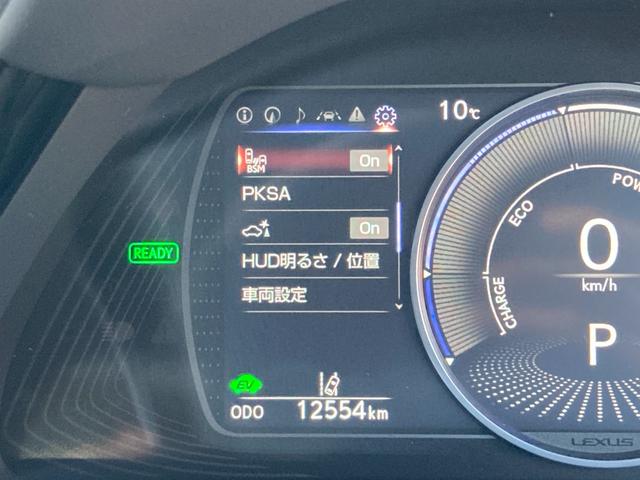 10℃
BSM On
PKSA
On
HUD明るさ / 位置
車両設定
READY
EV
ODO 12554km
CHARGE
ECO
POW
0
km/h
P
LEXUS